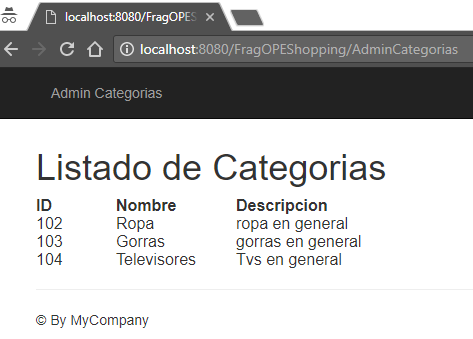 localhost:8080/FragOPES
localhost:8080/FragOPEShopping/AdminCategorias
Admin Categorias
Listado de Categorias
ID Nombre Descripcion
102 Ropa ropa en general
103 Gorras gorras en general
104 Televisores Tvs en general
© By MyCompany